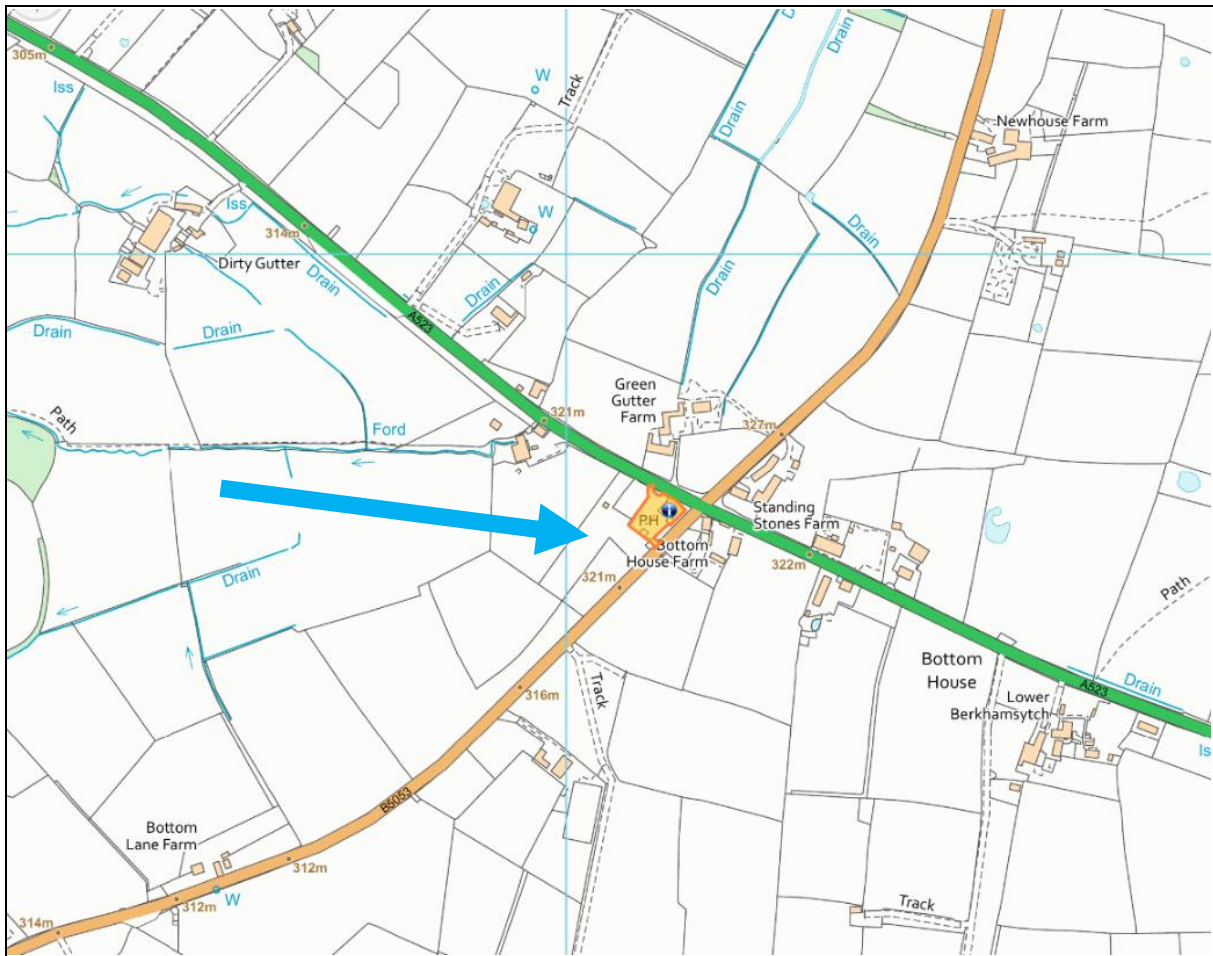 Drain
305m
Iss
W
Track
Drain
Drain
Newhouse Farm
Iss
W
314m
Drain
Dirty Gutter
Drain
Drain
Drain
A523
Drain
Drain
Green
Gutter
Farm
321m
Path
Ford
327m
PH
i
Standing
Stones Farm
Bottom
House Farm
322m
321m
Drain
Path
Bottom
House
316m
Track
Drain
A523
Lower
Berkhamsytch
Is
B5053
Bottom
Lane Farm
312m
W
312m
Track
314m